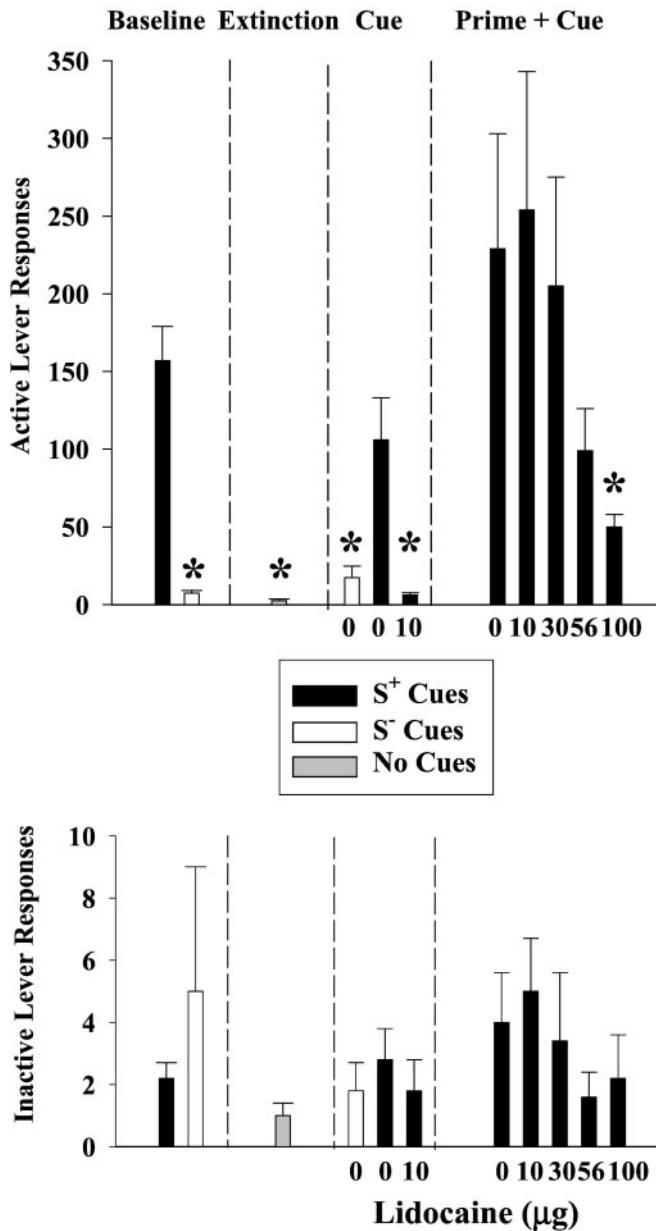 Baseline Extinction Cue Prime + Cue
Active Lever Responses
350
300
250
200
150
100
50
0
* * * * *
0 0 10 0 10 30 56 100
S+ Cues
S- Cues
No Cues
Inactive Lever Responses
10
8
6
4
2
0
0 0 10 0 10 30 56 100
Lidocaine (μg)